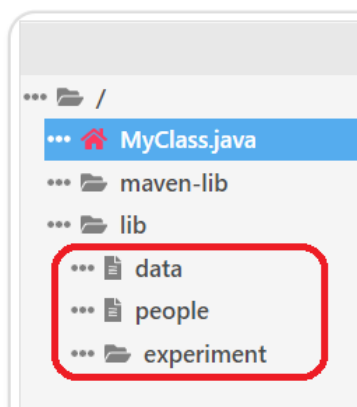 /
MyClass.java
maven-lib
lib
data
people
experiment